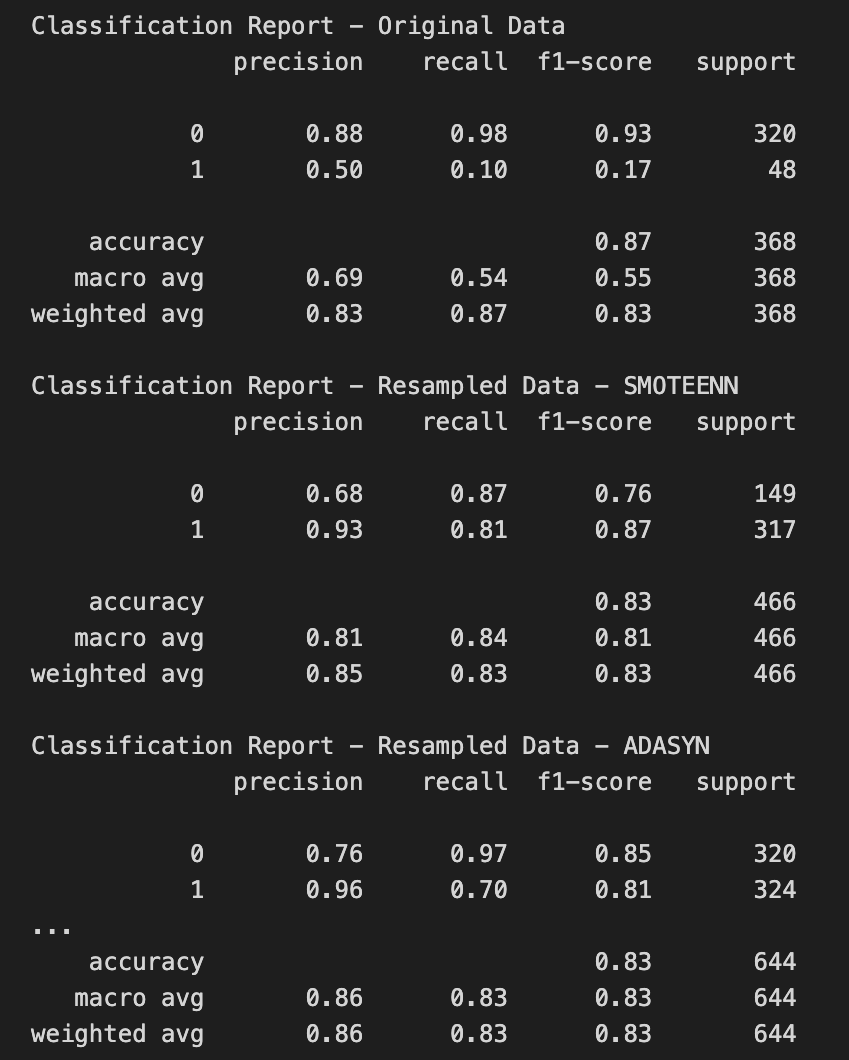 Classification Report – Original Data
precision recall f1-score support
0 0.88 0.98 0.93 320
1 0.50 0.10 0.17 48
accuracy 0.87 368
macro avg 0.69 0.54 0.55 368
weighted avg 0.83 0.87 0.83 368
Classification Report – Resampled Data – SMOTEENN
precision recall f1-score support
0 0.68 0.87 0.76 149
1 0.93 0.81 0.87 317
accuracy 0.83 466
macro avg 0.81 0.84 0.81 466
weighted avg 0.85 0.83 0.83 466
Classification Report – Resampled Data – ADASYN
precision recall f1-score support
0 0.76 0.97 0.85 320
1 0.96 0.70 0.81 324
...
accuracy 0.83 644
macro avg 0.86 0.83 0.83 644
weighted avg 0.86 0.83 0.83 644